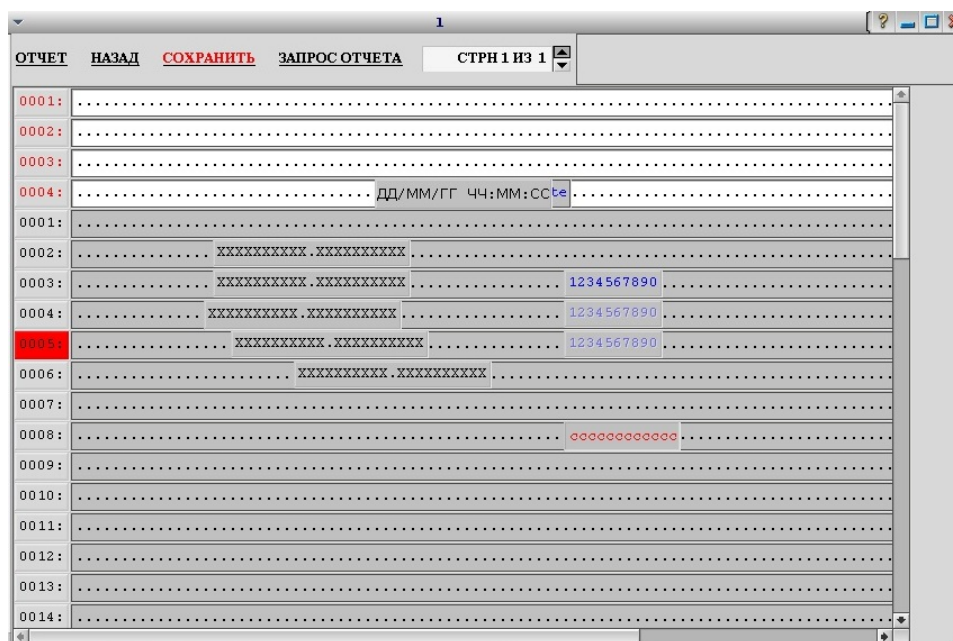 1
ОТЧЕТ НАЗАД СОХРАНИТЬ ЗАПРОС ОТЧЕТА СТРН 1 ИЗ 1
0001:
0002:
0003:
0004: ДД/ММ/ГГ ЧЧ:ММ:СС te
0001:
0002: XXXXXXXXXX.XXXXXXXXXX
0003: XXXXXXXXXX.XXXXXXXXXX 1234567890
0004: XXXXXXXXXX.XXXXXXXXXX 1234567890
0005: XXXXXXXXXX.XXXXXXXXXX 1234567890
0006: XXXXXXXXXX.XXXXXXXXXX
0007:
0008: cccccccccccc
0009:
0010:
0011:
0012:
0013:
0014: